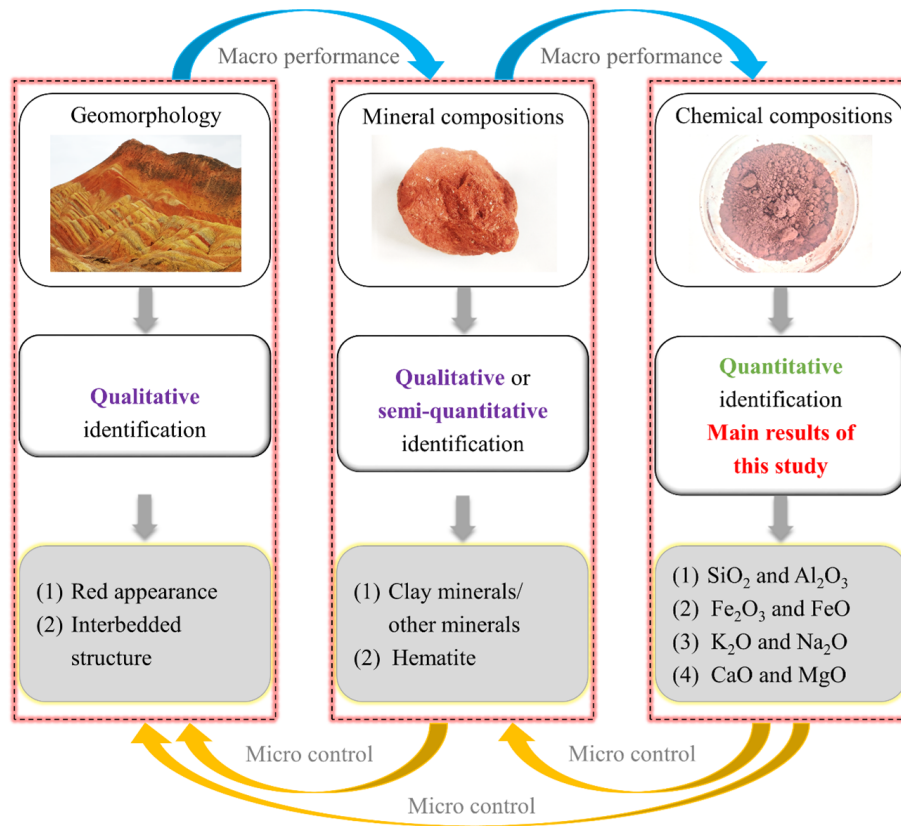 Macro performance
Macro performance
Geomorphology
Mineral compositions
Chemical compositions
Qualitative
identification
Qualitative or
semi-quantitative
identification
Quantitative
identification
Main results of
this study
(1) Red appearance
(2) Interbedded
structure
(1) Clay minerals/
other minerals
(2) Hematite
(1) SiO₂ and Al₂O₃
(2) Fe₂O₃ and FeO
(3) K₂O and Na₂O
(4) CaO and MgO
Micro control
Micro control
Micro control